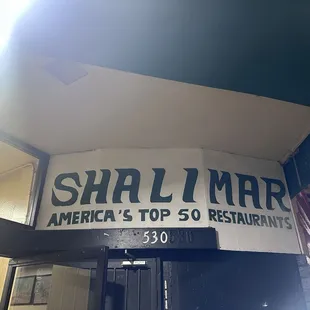 SHALIMAR
AMERICA'S TOP 50 RESTAURANTS
530